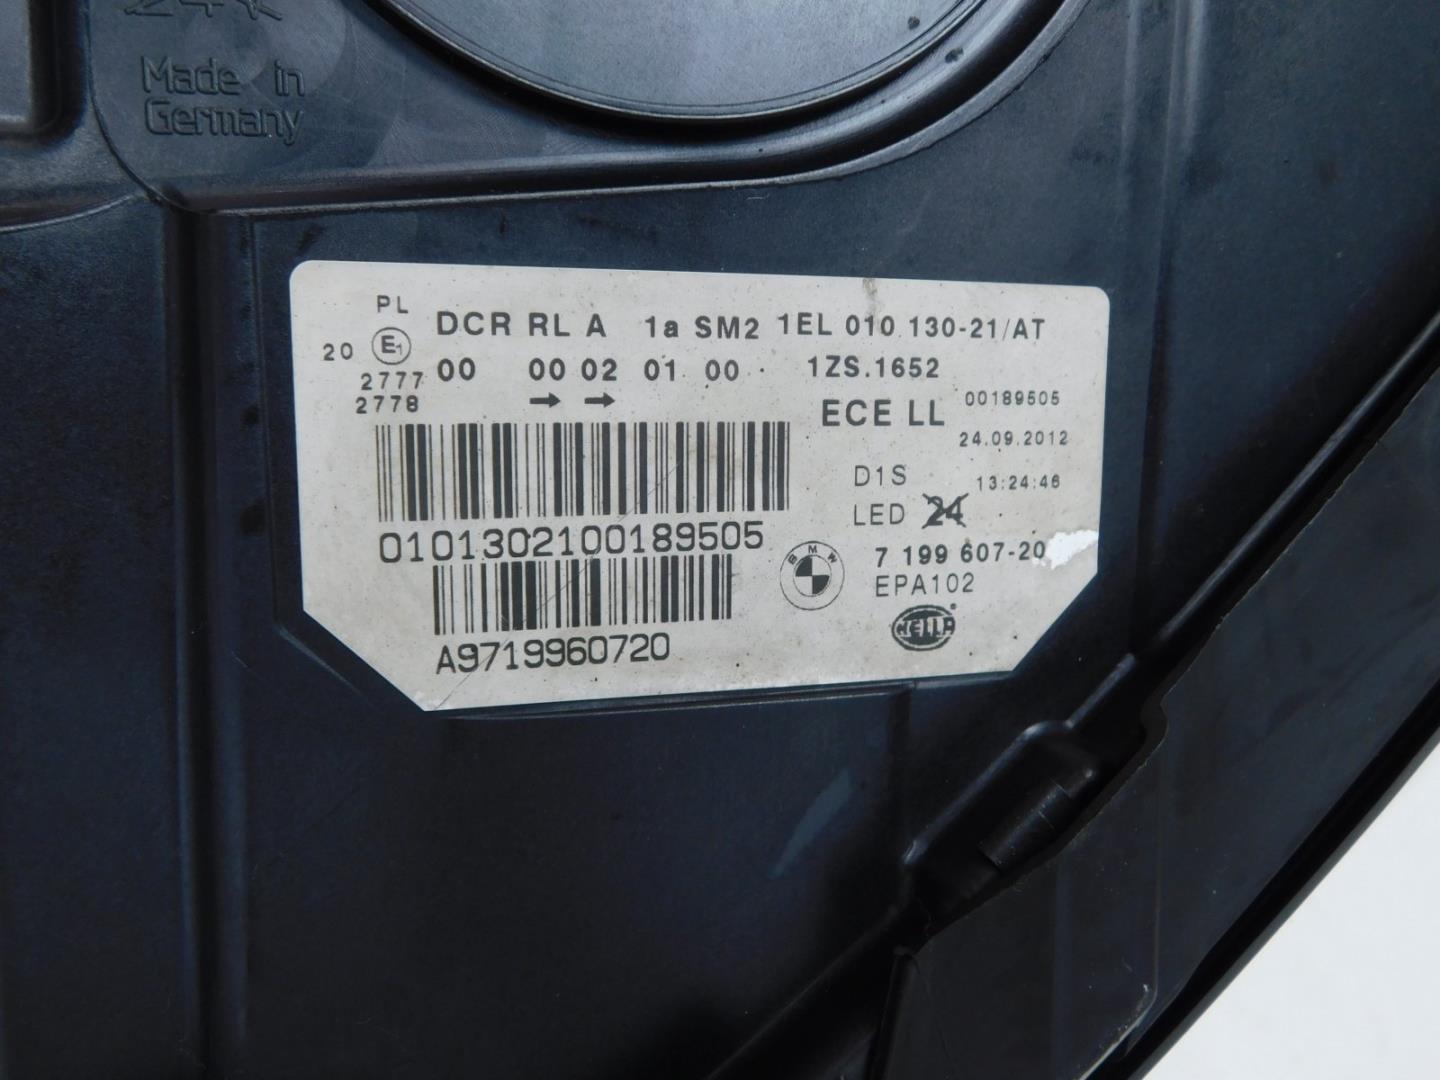 Made in
Germany
PL
DCR RL A 1a SM2 1EL 010.130-21/AT
20 E1 00 00 02 01 00 1ZS.1652
2777
2778
ECE LL 00189505
24.09.2012
D1S 13:24:46
LED 24
0101302100189505
BMW 7 199 607-20
EPA102
HELLA
A9719960720